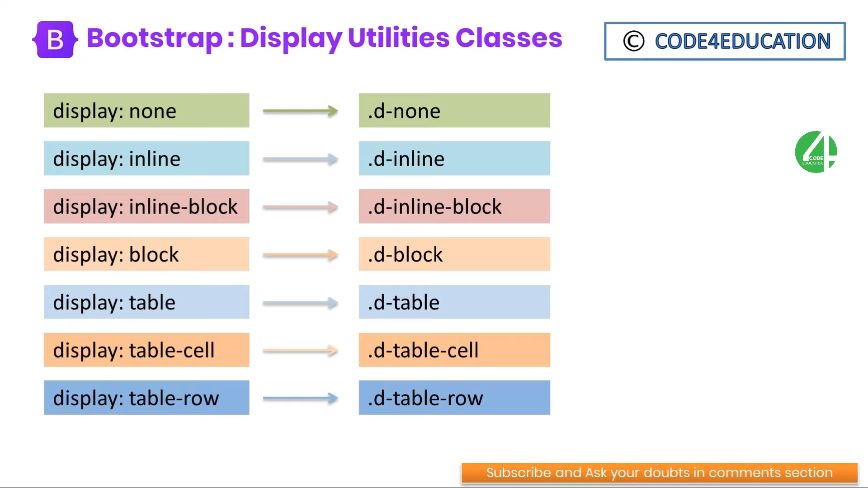 B Bootstrap : Display Utilities Classes
© CODE4EDUCATION
display: none .d-none
display: inline .d-inline
4 CODE
display: inline-block .d-inline-block
display: block .d-block
display: table .d-table
display: table-cell .d-table-cell
display: table-row .d-table-row
Subscribe and Ask your doubts in comments section